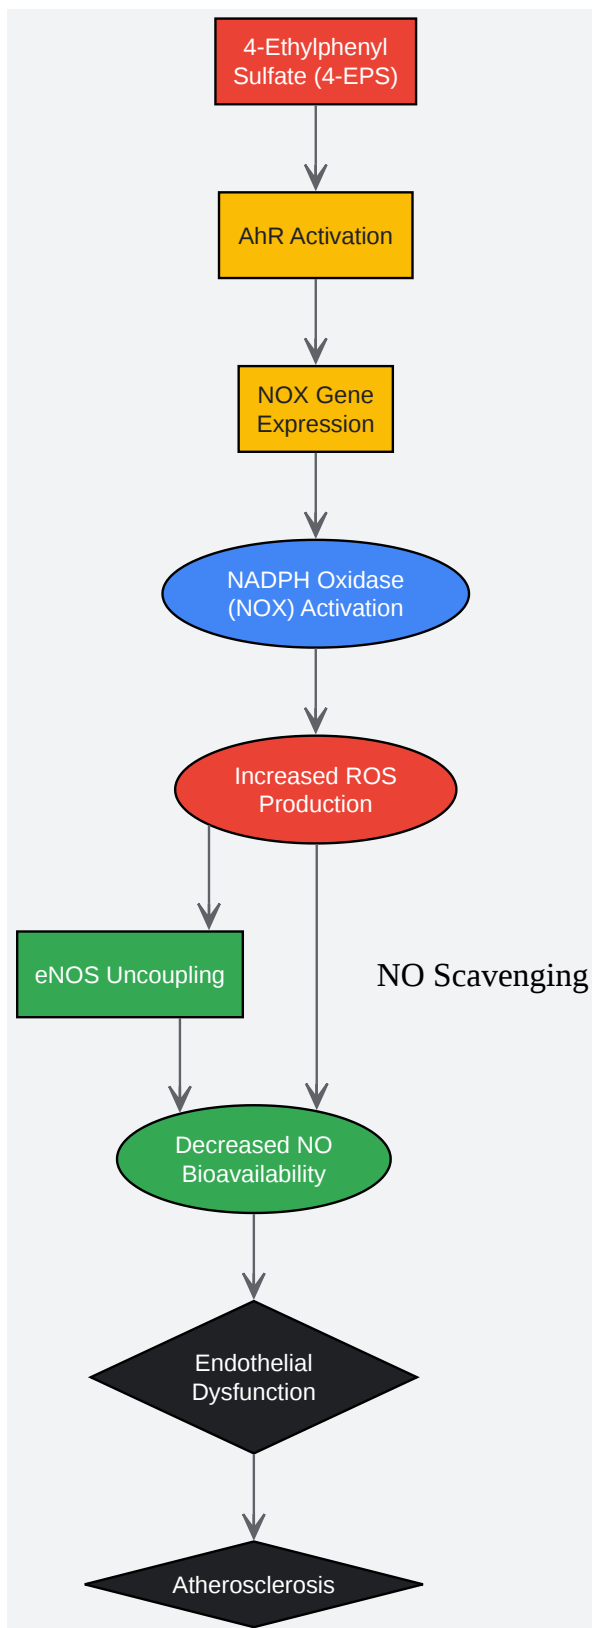 4-Ethylphenyl
Sulfate (4-EPS)
AhR Activation
NOX Gene
Expression
NADPH Oxidase
(NOX) Activation
Increased ROS
Production
eNOS Uncoupling
NO Scavenging
Decreased NO
Bioavailability
Endothelial
Dysfunction
Atherosclerosis